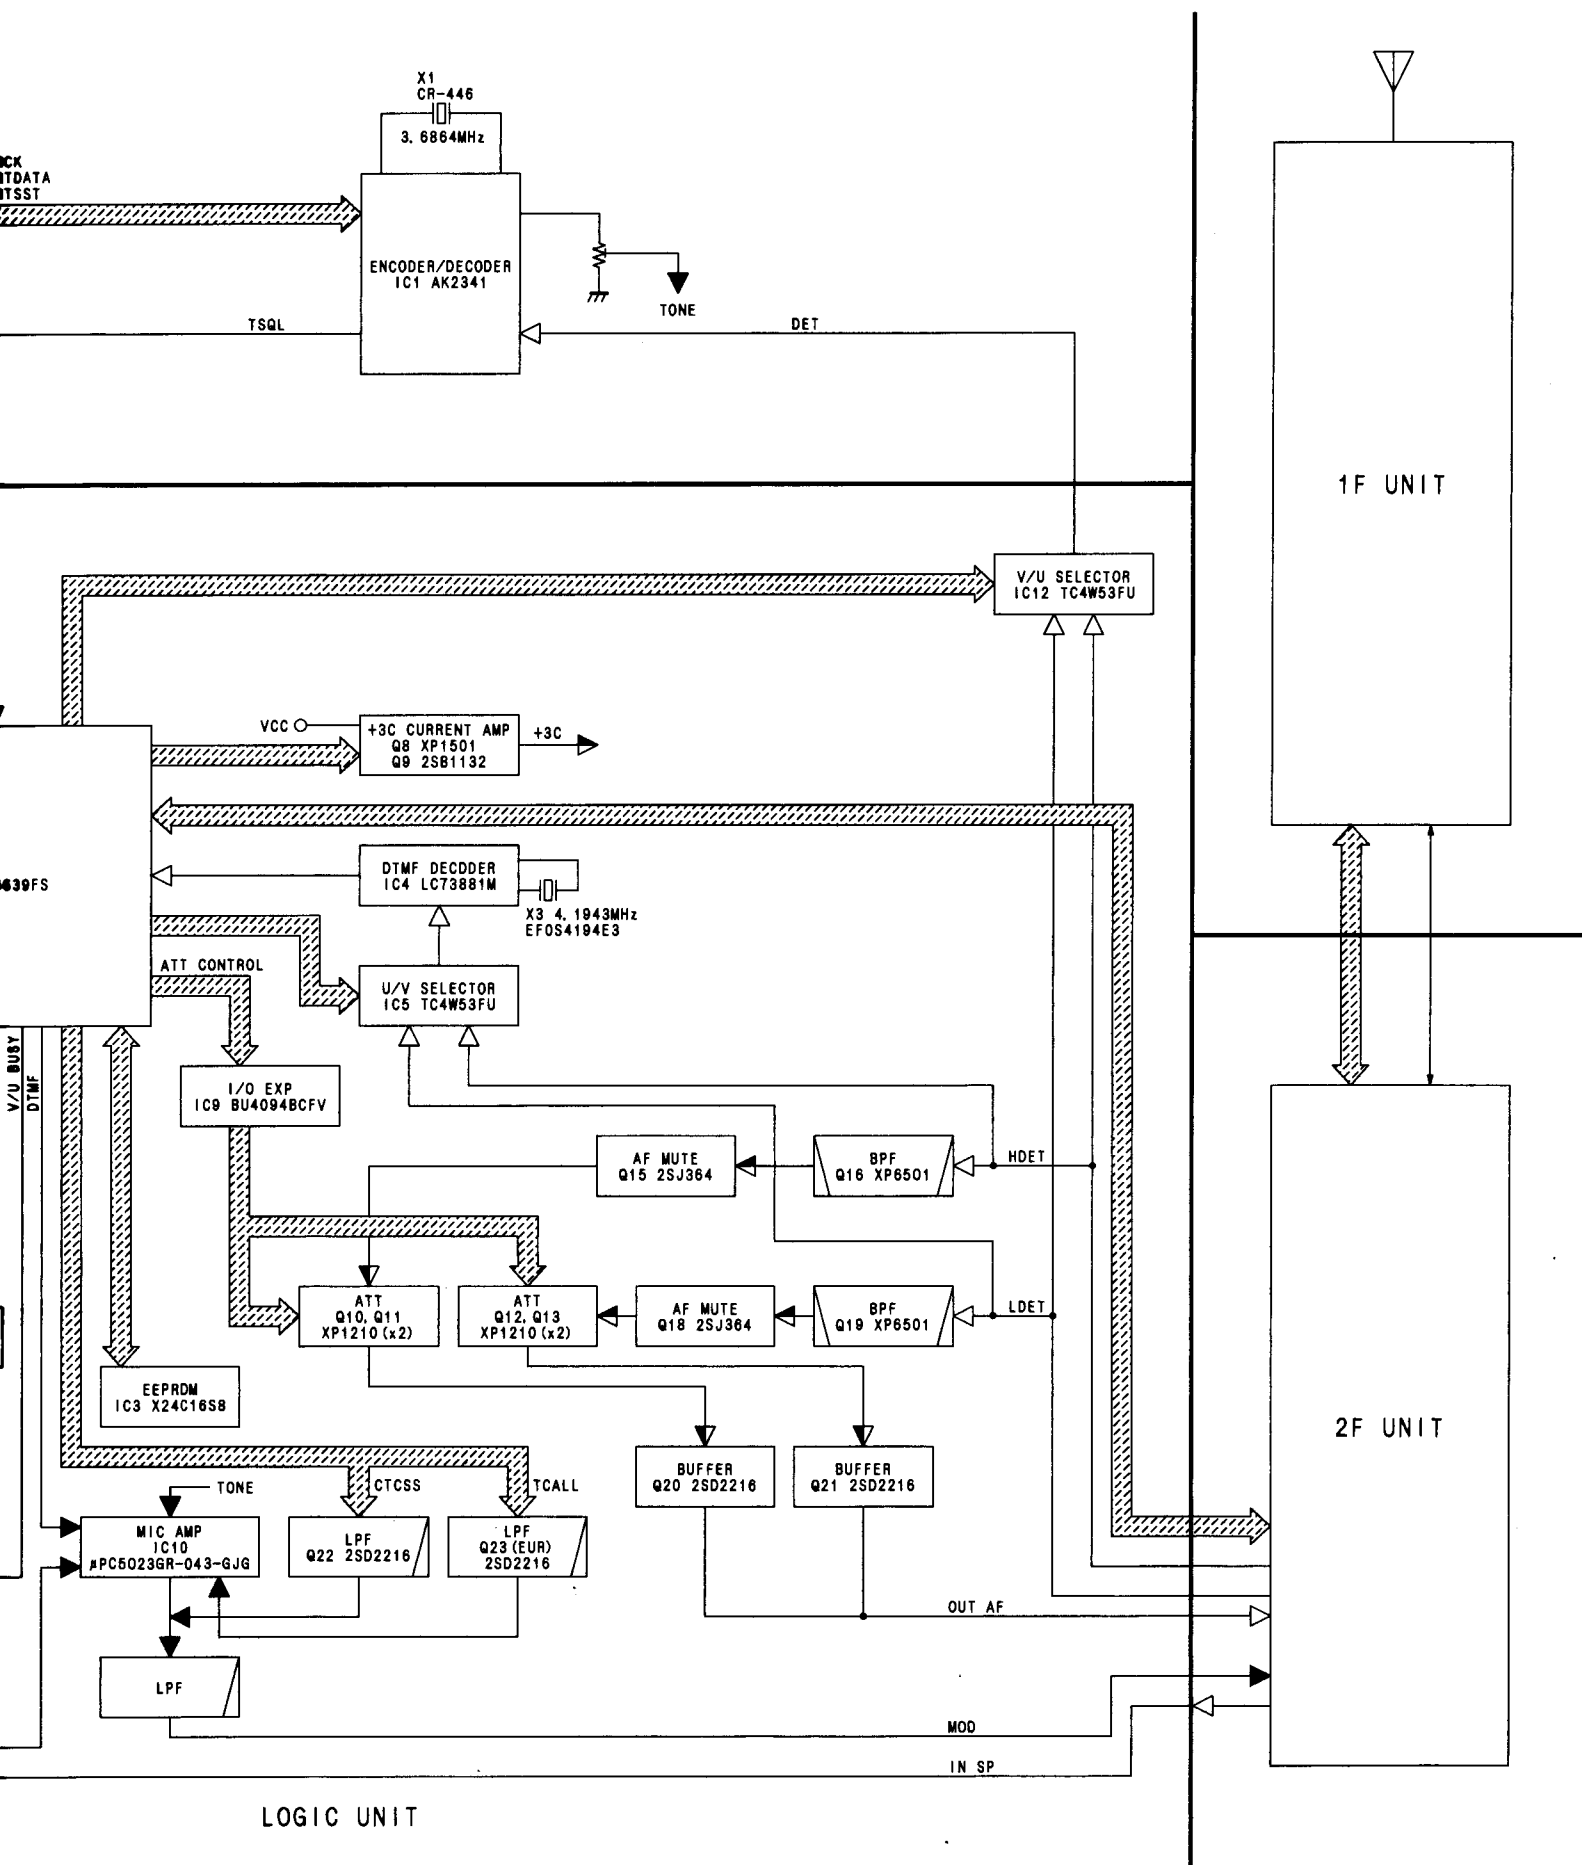 X1
CR-446
3.6864MHz
CK
TDATA
TSST
ENCODER/DECODER
IC1 AK2341
TONE
TSQL
DET
1F UNIT
V/U SELECTOR
IC12 TC4W53FU
VCC
+3C CURRENT AMP
Q8 XP1501
Q9 2SB1132
+3C
639FS
DTMF DECDDER
IC4 LC73881M
X3 4.1943MHz
EFOS4194E3
ATT CONTROL
U/V SELECTOR
IC5 TC4W53FU
V/U BUSY
DTMF
I/O EXP
IC9 BU4094BCFV
AF MUTE
Q15 2SJ364
BPF
Q16 XP6501
HDET
ATT
Q10,Q11
XP1210(x2)
ATT
Q12,Q13
XP1210(x2)
AF MUTE
Q18 2SJ364
BPF
Q19 XP6501
LDET
EEPRDM
IC3 X24C16S8
2F UNIT
BUFFER
Q20 2SD2216
BUFFER
Q21 2SD2216
TONE
CTCSS
TCALL
MIC AMP
IC10
μPC5023GR-043-GJG
LPF
Q22 2SD2216
LPF
Q23(EUR)
2SD2216
OUT AF
LPF
MOD
IN SP
LOGIC UNIT